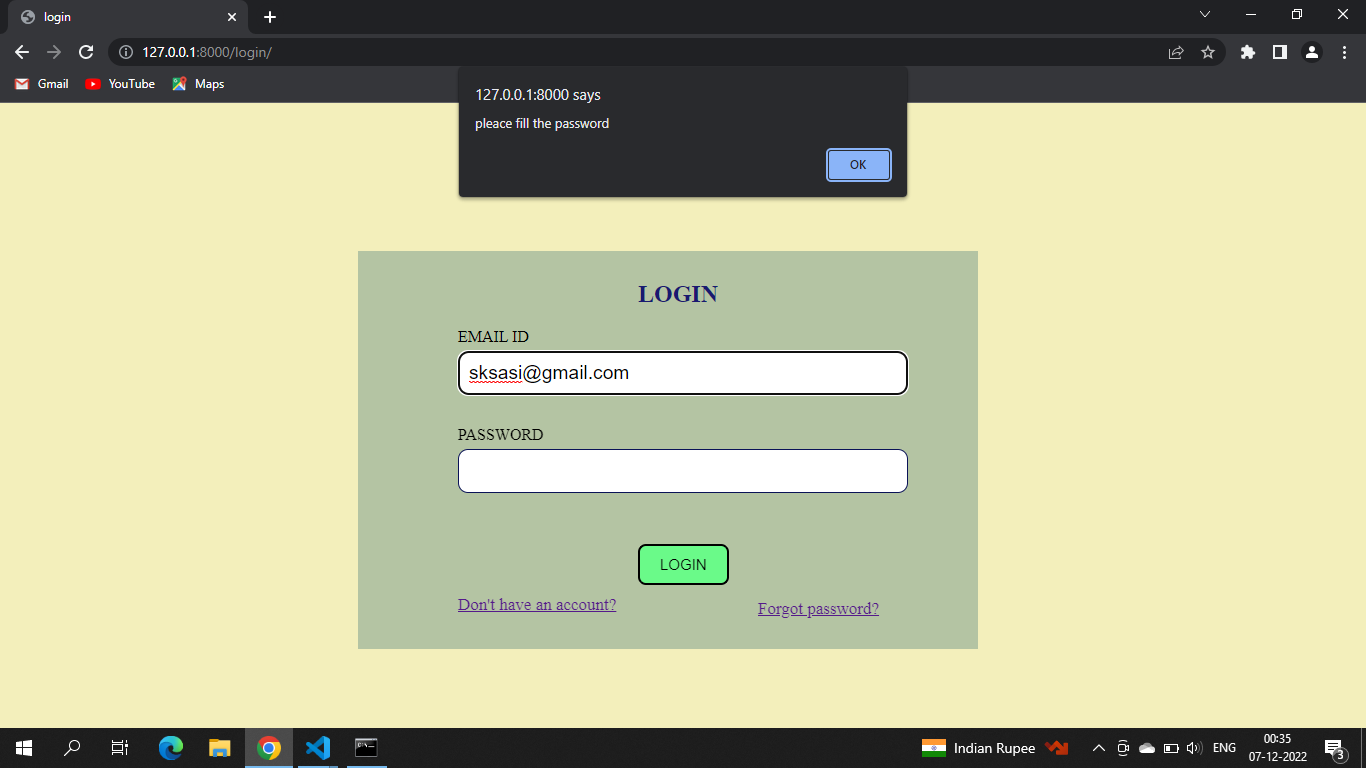 login
127.0.0.1:8000/login/
Gmail YouTube Maps
127.0.0.1:8000 says
pleace fill the password
OK
LOGIN
EMAIL ID
sksasi@gmail.com
PASSWORD
LOGIN
Don't have an account?
Forgot password?
Indian Rupee
ENG
00:35
07-12-2022
3